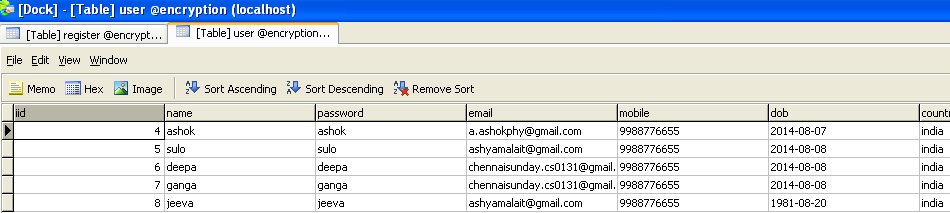 [Dock] - [Table] user @encryption (localhost)
[Table] register @encrypt... [Table] user @encryption...
File Edit View Window
Memo Hex Image Sort Ascending Sort Descending Remove Sort
iid name password email mobile dob countr
4 ashok ashok a.ashokphy@gmail.com 9988776655 2014-08-07 india
5 sulo sulo ashyamalait@gmail.com 9988776655 2014-08-08 india
6 deepa deepa chennaisunday.cs0131@gmail. 9988776655 2014-08-08 india
7 ganga ganga chennaisunday.cs0131@gmail. 9988776655 2014-08-08 india
8 jeeva jeeva ashyamalait@gmail.com 9988776655 1981-08-20 india